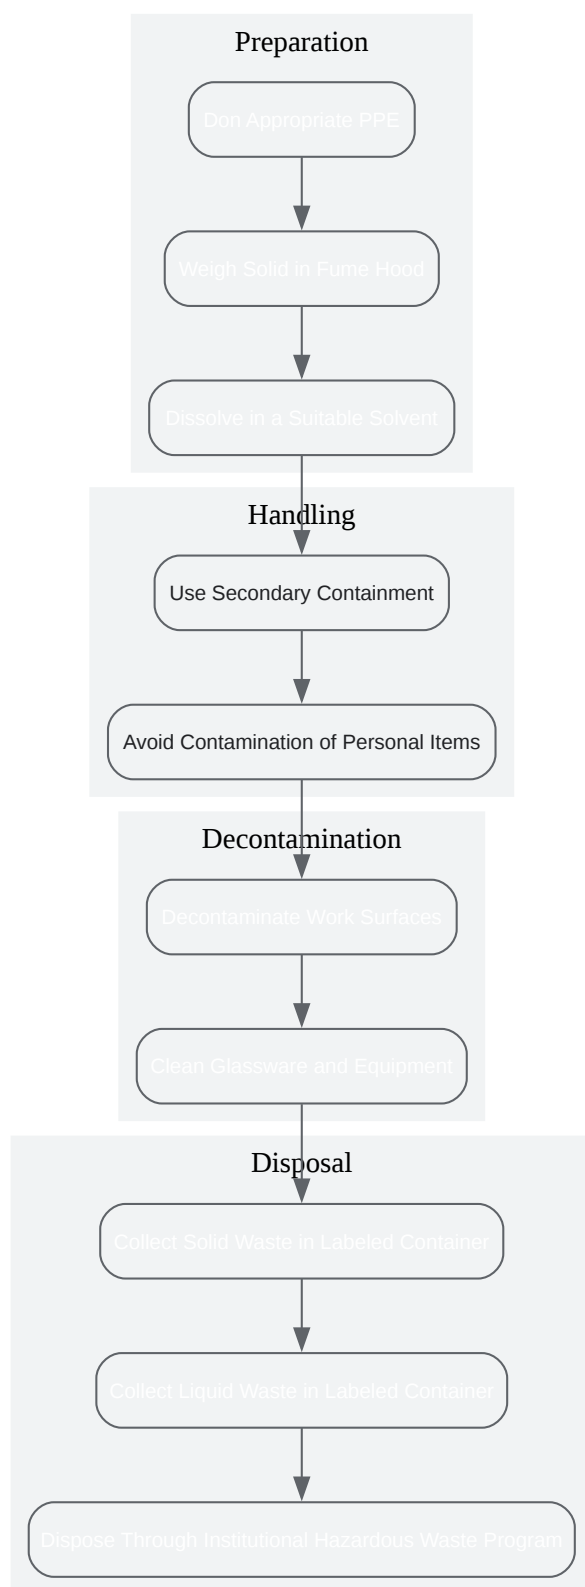 Preparation
Don Appropriate PPE
Weigh Solid in Fume Hood
Dissolve in a Suitable Solvent
Handling
Use Secondary Containment
Avoid Contamination of Personal Items
Decontamination
Decontaminate Work Surfaces
Clean Glassware and Equipment
Disposal
Collect Solid Waste in Labeled Container
Collect Liquid Waste in Labeled Container
Dispose Through Institutional Hazardous Waste Program